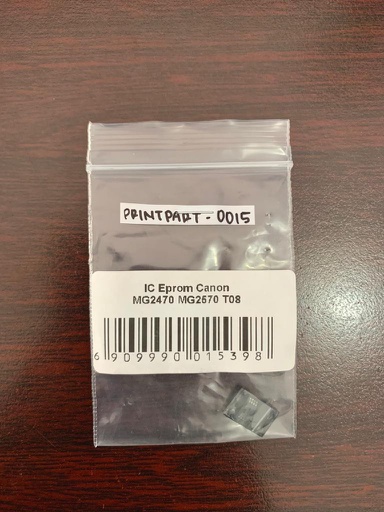 PRINTPART - 0015
IC Eprom Canon
MG2470 MG2570 T08
6 909990 015398